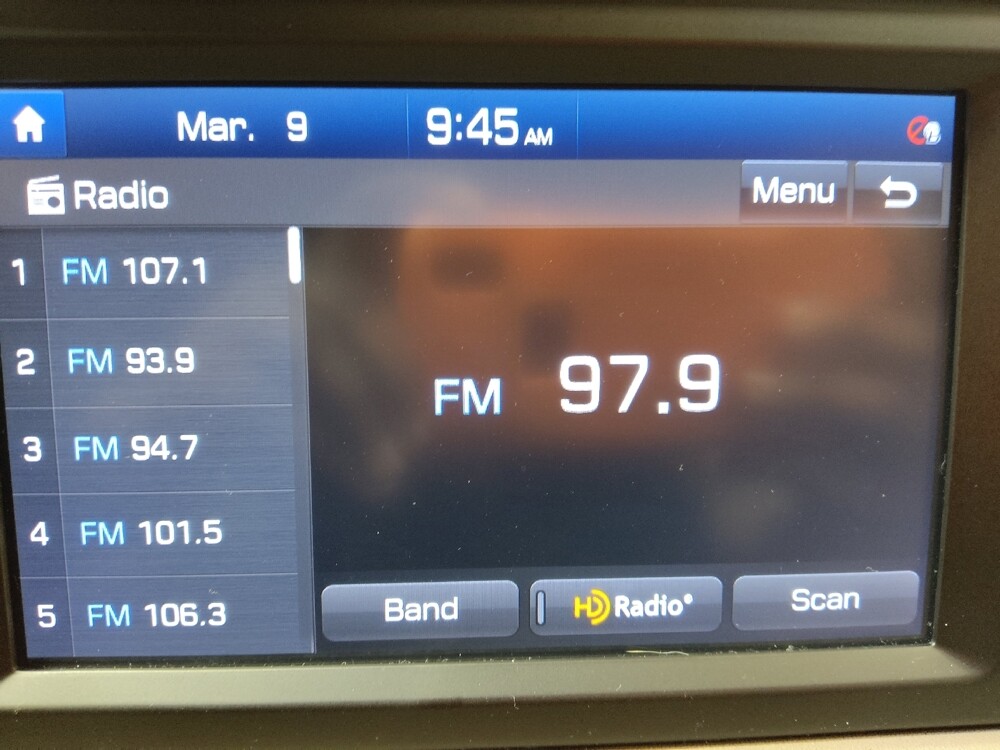 Mar. 9 9:45 AM
Radio Menu
1 FM 107.1
2 FM 93.9
3 FM 94.7
4 FM 101.5
5 FM 106.3
FM 97.9
Band HD Radio® Scan